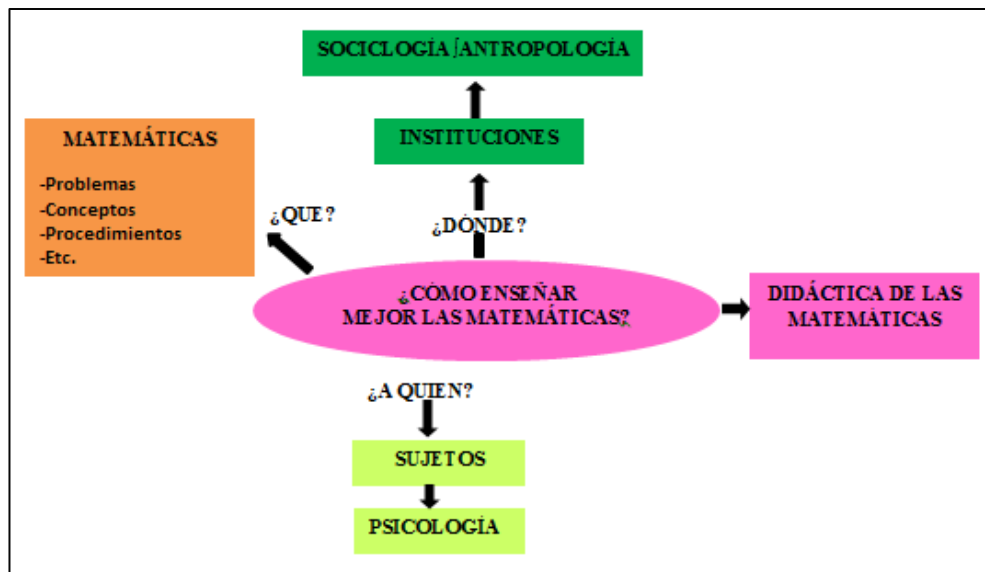 SOCICLOGÍA ∫ANTROPOLOGÍA
INSTITUCIONES
¿DÓNDE?
MATEMÁTICAS
-Problemas
-Conceptos
-Procedimientos
-Etc.
¿QUE?
¿CÓMO ENSEÑAR
MEJOR LAS MATEMÁTICAS?
DIDÁCTICA DE LAS
MATEMÁTICAS
¿A QUIEN?
SUJETOS
PSICOLOGÍA